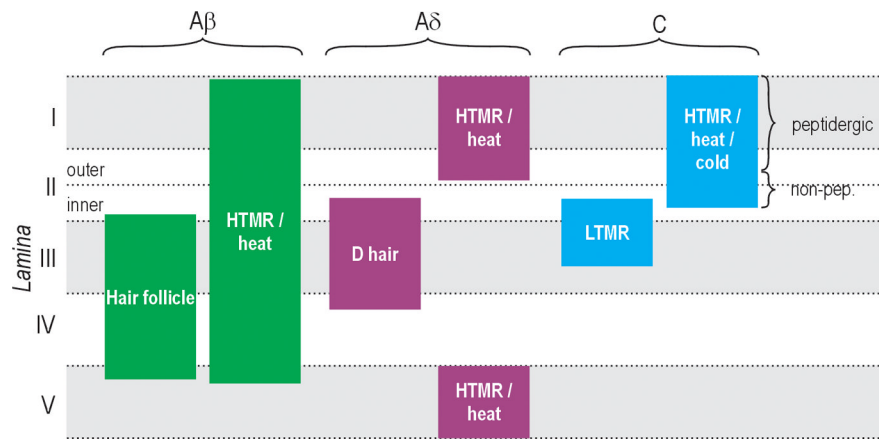 Aβ
Aδ
C
Lamina
I
II
outer
inner
III
IV
V
Hair follicle
HTMR /
heat
HTMR /
heat
D hair
HTMR /
heat
HTMR /
heat /
cold
LTMR
peptidergic
non-pep.